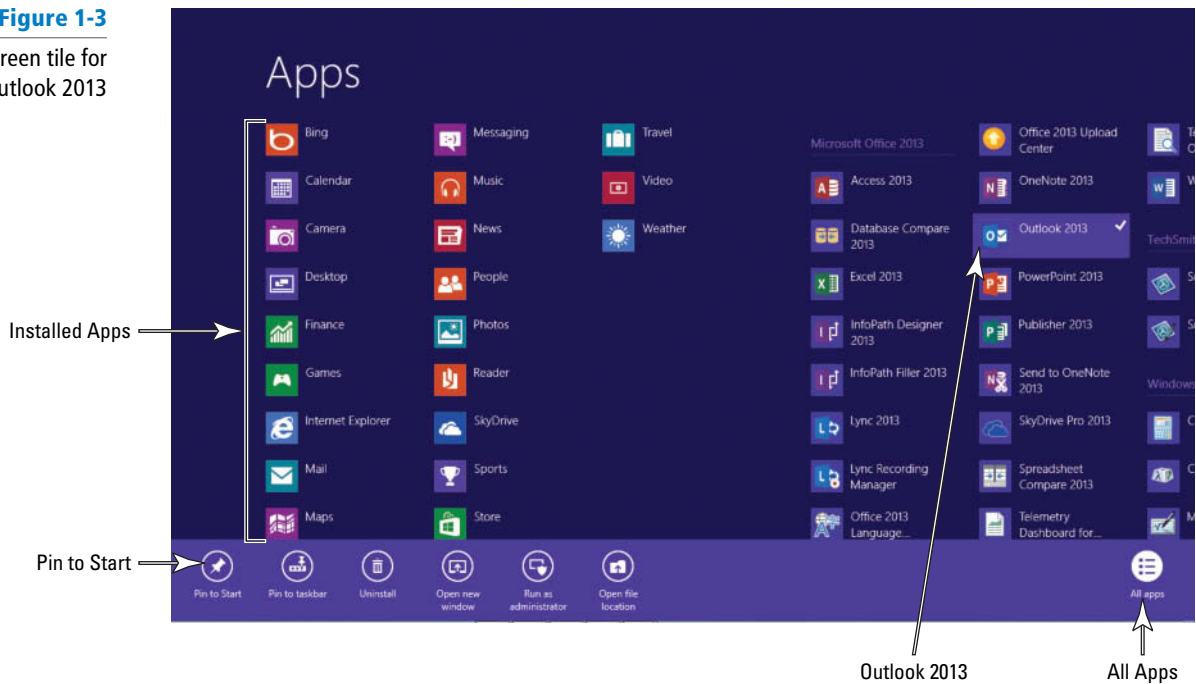 Figure 1-3
reen tile for
utlook 2013
Apps
Bing
Calendar
Camera
Desktop
Finance
Games
Internet Explorer
Mail
Maps
Messaging
Music
News
People
Photos
Reader
SkyDrive
Sports
Store
Travel
Video
Weather
Microsoft Office 2013
Access 2013
Database Compare
2013
Excel 2013
InfoPath Designer
2013
InfoPath Filler 2013
Lync 2013
Lync Recording
Manager
Office 2013
Language...
Office 2013 Upload
Center
OneNote 2013
Outlook 2013
PowerPoint 2013
Publisher 2013
Send to OneNote
2013
SkyDrive Pro 2013
Spreadsheet
Compare 2013
Telemetry
Dashboard for...
TechSmit
Windows
Installed Apps
Pin to Start
Pin to Start
Pin to taskbar
Uninstall
Open new
window
Run as
administrator
Open file
location
All apps
Outlook 2013
All Apps